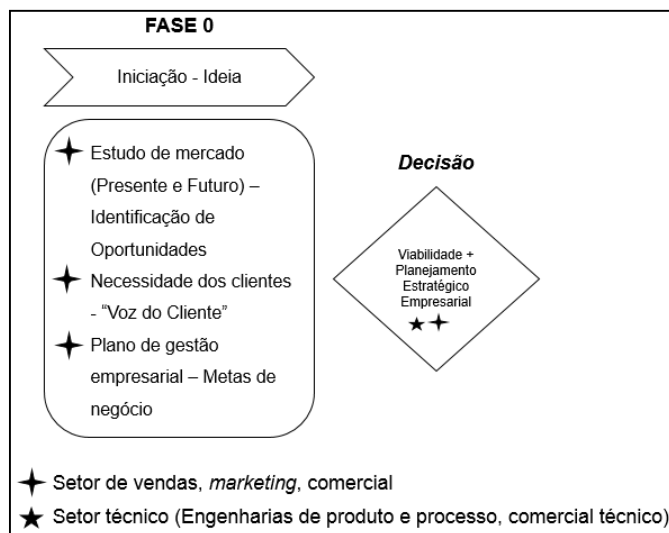 FASE 0
Iniciação - Ideia
Estudo de mercado
(Presente e Futuro) –
Identificação de
Oportunidades
Necessidade dos clientes
- “Voz do Cliente”
Plano de gestão
empresarial – Metas de
negócio
Decisão
Viabilidade +
Planejamento
Estratégico
Empresarial
Setor de vendas, marketing, comercial
Setor técnico (Engenharias de produto e processo, comercial técnico)